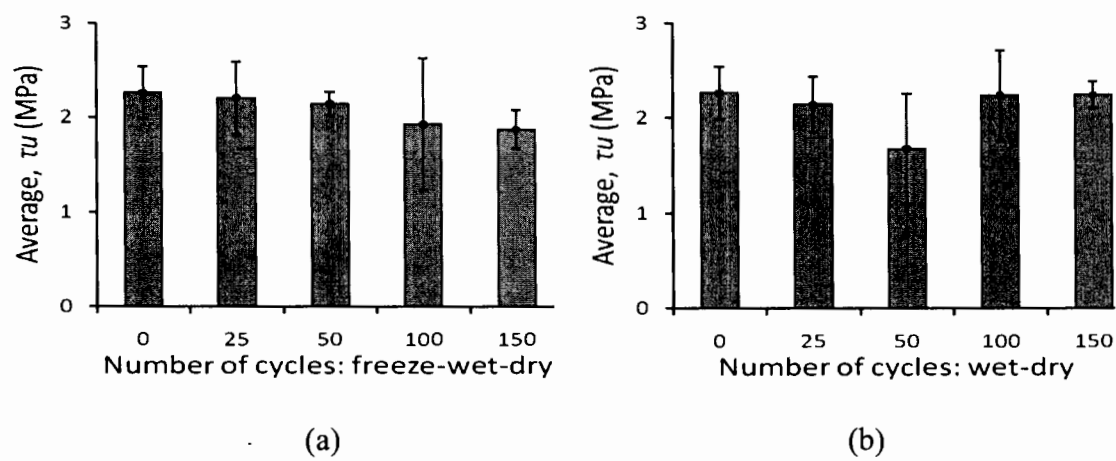 3
2
1
0
Average, τu (MPa)
0 25 50 100 150
Number of cycles: freeze-wet-dry
(a)
3
2
1
0
Average, τu (MPa)
0 25 50 100 150
Number of cycles: wet-dry
(b)